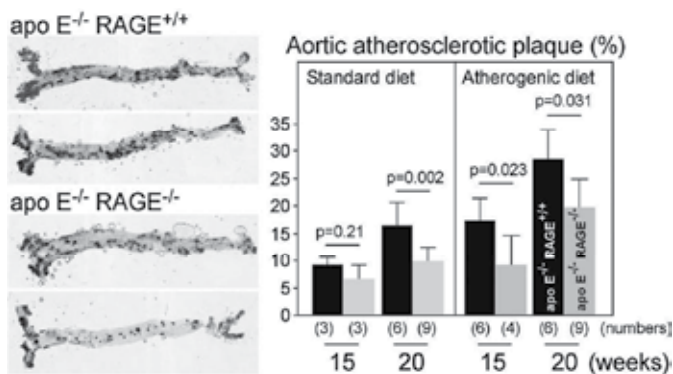 apo E-/- RAGE+/+
apo E-/- RAGE-/-
Aortic atherosclerotic plaque (%)
Standard diet
Atherogenic diet
p=0.21
p=0.002
p=0.023
p=0.031
35
30
25
20
15
10
5
0
apo E-/- RAGE+/+
apo E-/- RAGE-/-
(3) (3) (6) (9) (6) (4) (6) (9) (numbers)
15 20 15 20 (weeks)